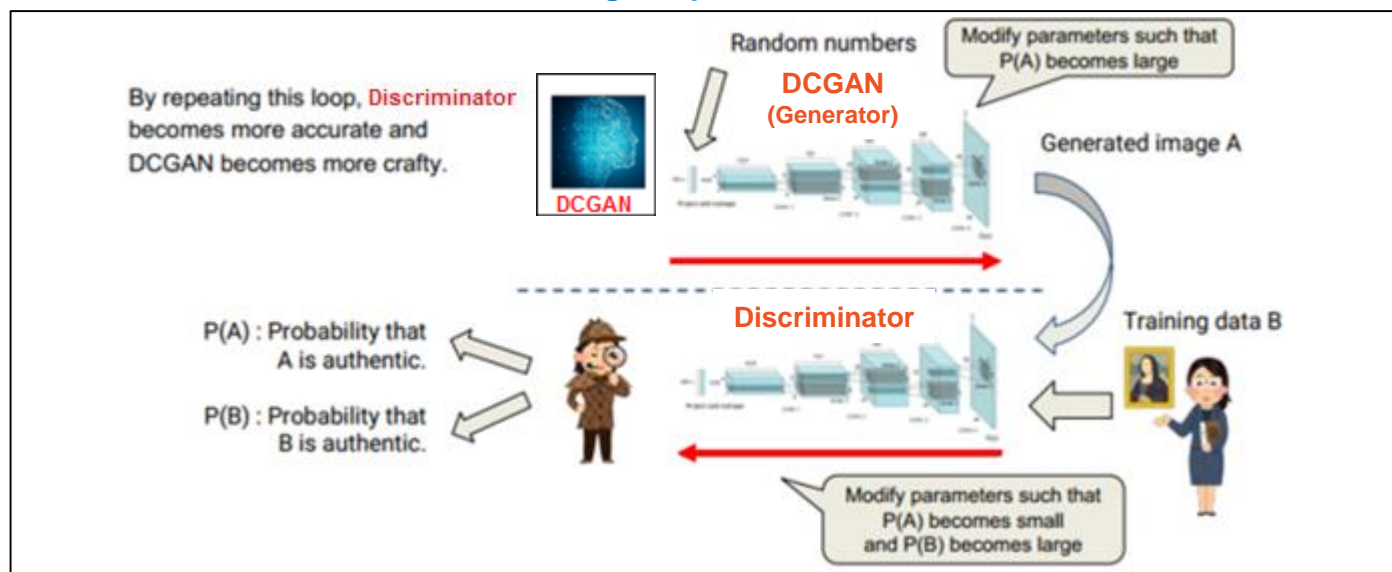 Random numbers
Modify parameters such that
P(A) becomes large
DCGAN
(Generator)
By repeating this loop, Discriminator
becomes more accurate and
DCGAN becomes more crafty.
DCGAN
Generated image A
Discriminator
Training data B
P(A) : Probability that
A is authentic.
P(B) : Probability that
B is authentic.
Modify parameters such that
P(A) becomes small
and P(B) becomes large